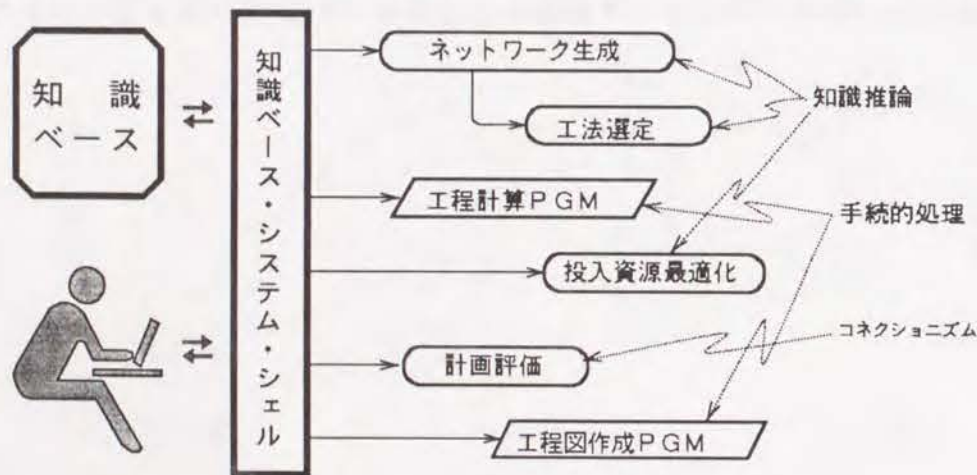 知　識
ベース
知識ベース・システム・シェル
ネットワーク生成
工法選定
知識推論
工程計算ＰＧＭ
手続的処理
投入資源最適化
コネクショニズム
計画評価
工程図作成ＰＧＭ